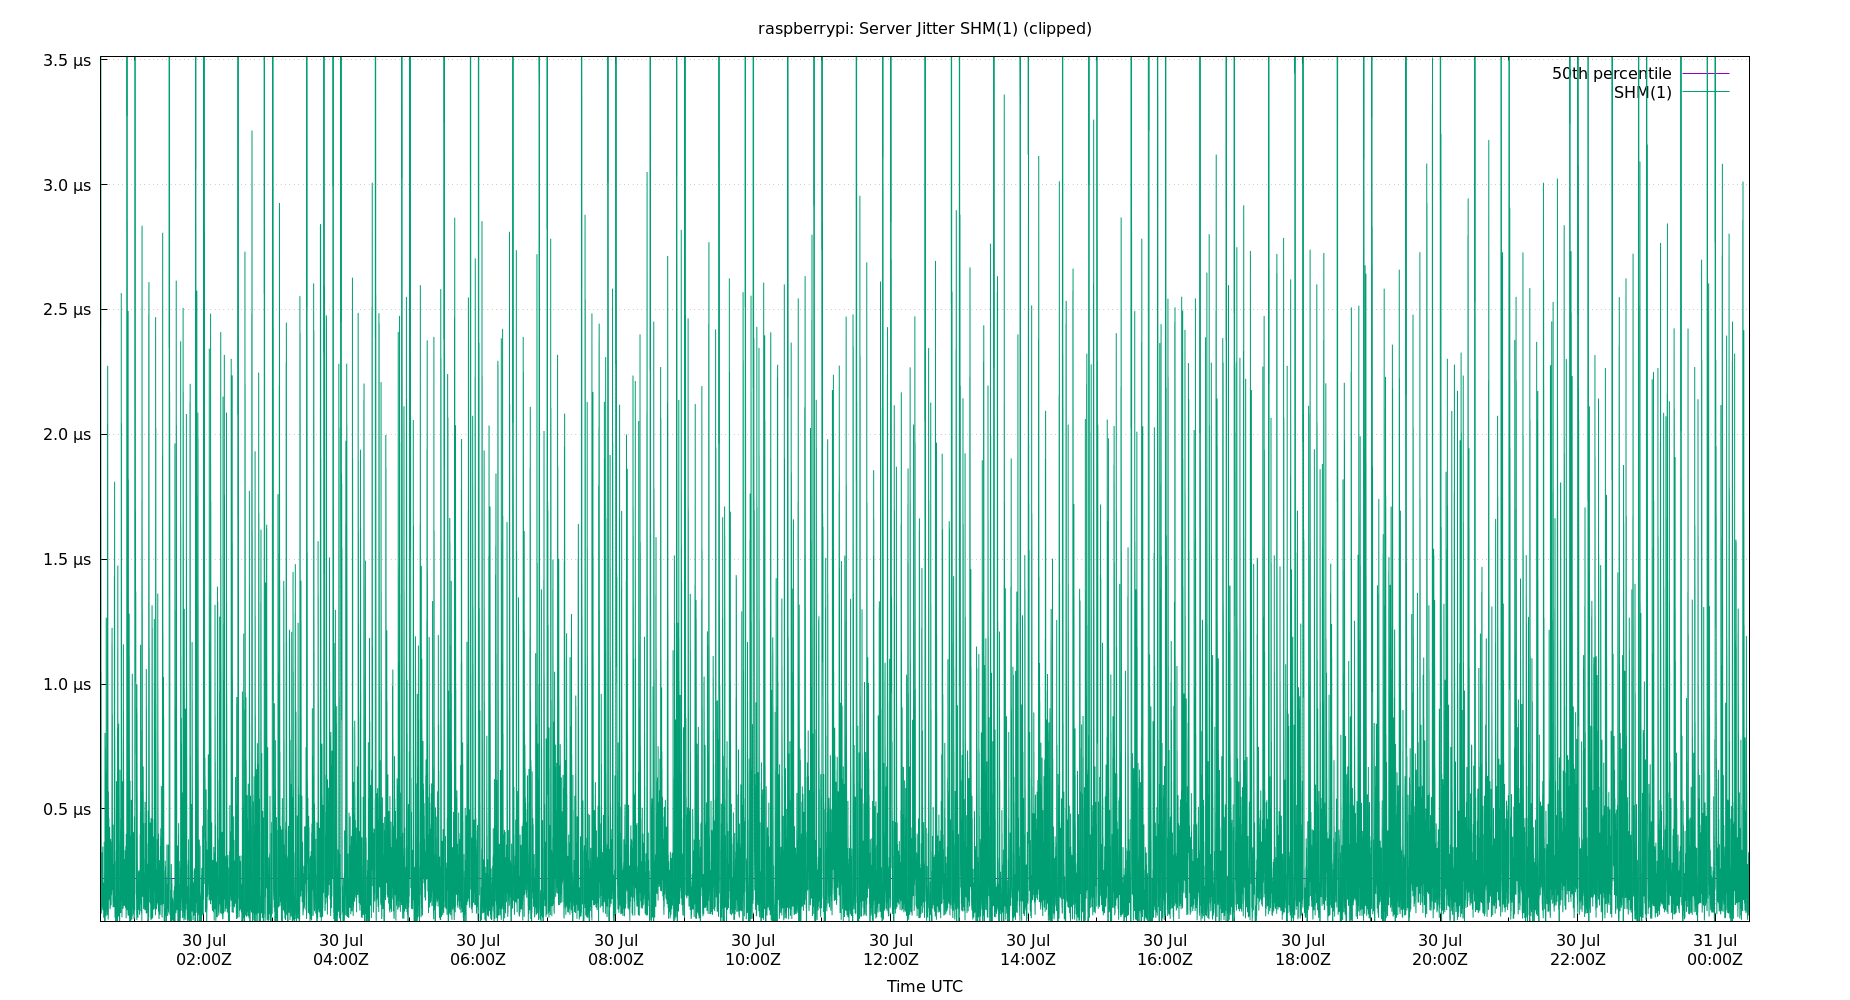 raspberrypi: Server Jitter SHM(1) (clipped)
3.5 µs
50th percentile
SHM(1)
3.0 µs
2.5 µs
2.0 µs
1.5 µs
1.0 µs
0.5 µs
30 Jul 30 Jul 30 Jul 30 Jul 30 Jul 30 Jul 30 Jul 30 Jul 30 Jul 30 Jul 30 Jul 31 Jul
02:00Z 04:00Z 06:00Z 08:00Z 10:00Z 12:00Z 14:00Z 16:00Z 18:00Z 20:00Z 22:00Z 00:00Z
Time UTC